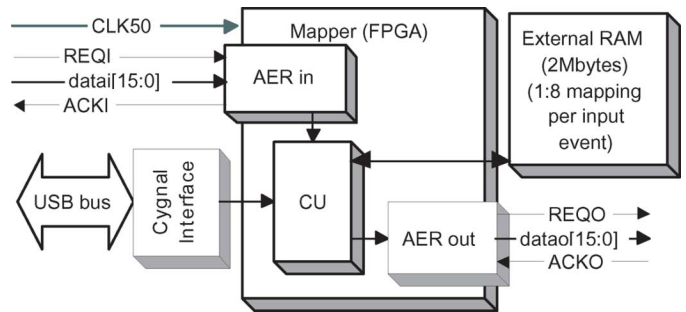 CLK50
Mapper (FPGA)
REQI
datai[15:0]
ACKI
AER in
External RAM
(2Mbytes)
(1:8 mapping
per input
event)
USB bus
Cygnal
Interface
CU
AER out
REQO
datao[15:0]
ACKO